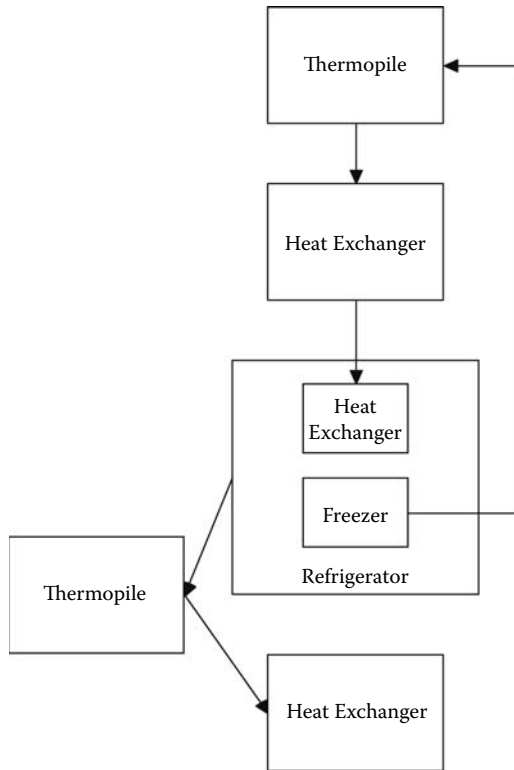 Thermopile
Heat Exchanger
Heat
Exchanger
Freezer
Refrigerator
Thermopile
Heat Exchanger